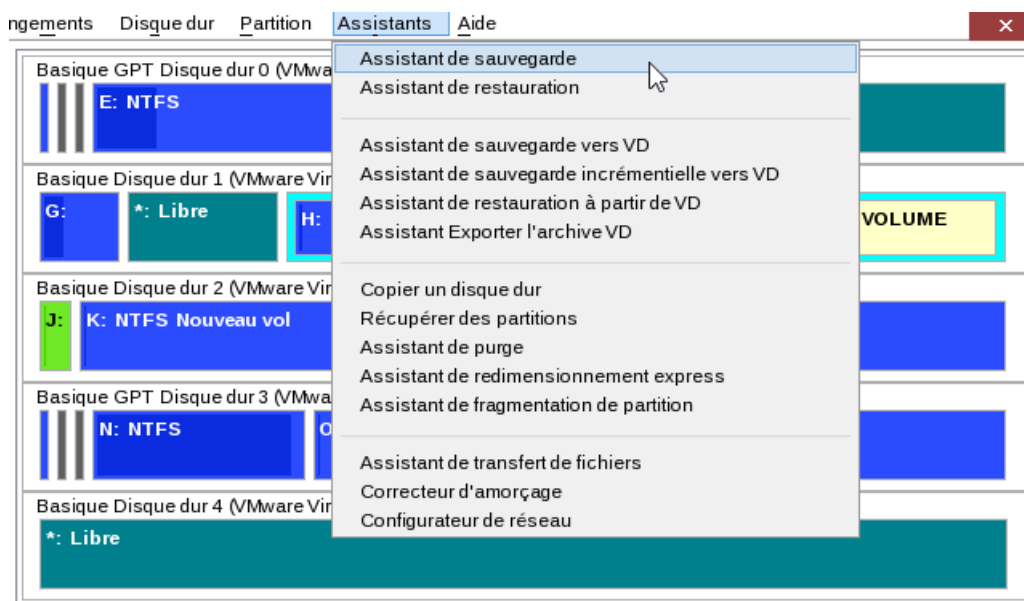 ngements Disque dur Partition Assistants Aide
Basique GPT Disque dur 0 (VMwa
E: NTFS
Basique Disque dur 1 (VMware Vir
G:
*: Libre
H:
VOLUME
Basique Disque dur 2 (VMware Vir
J:
K: NTFS Nouveau vol
Basique GPT Disque dur 3 (VMwa
N: NTFS
O
Basique Disque dur 4 (VMware Vir
*: Libre
Assistant de sauvegarde
Assistant de restauration
Assistant de sauvegarde vers VD
Assistant de sauvegarde incrémentielle vers VD
Assistant de restauration à partir de VD
Assistant Exporter l'archive VD
Copier un disque dur
Récupérer des partitions
Assistant de purge
Assistant de redimensionnement express
Assistant de fragmentation de partition
Assistant de transfert de fichiers
Correcteur d'amorçage
Configurateur de réseau